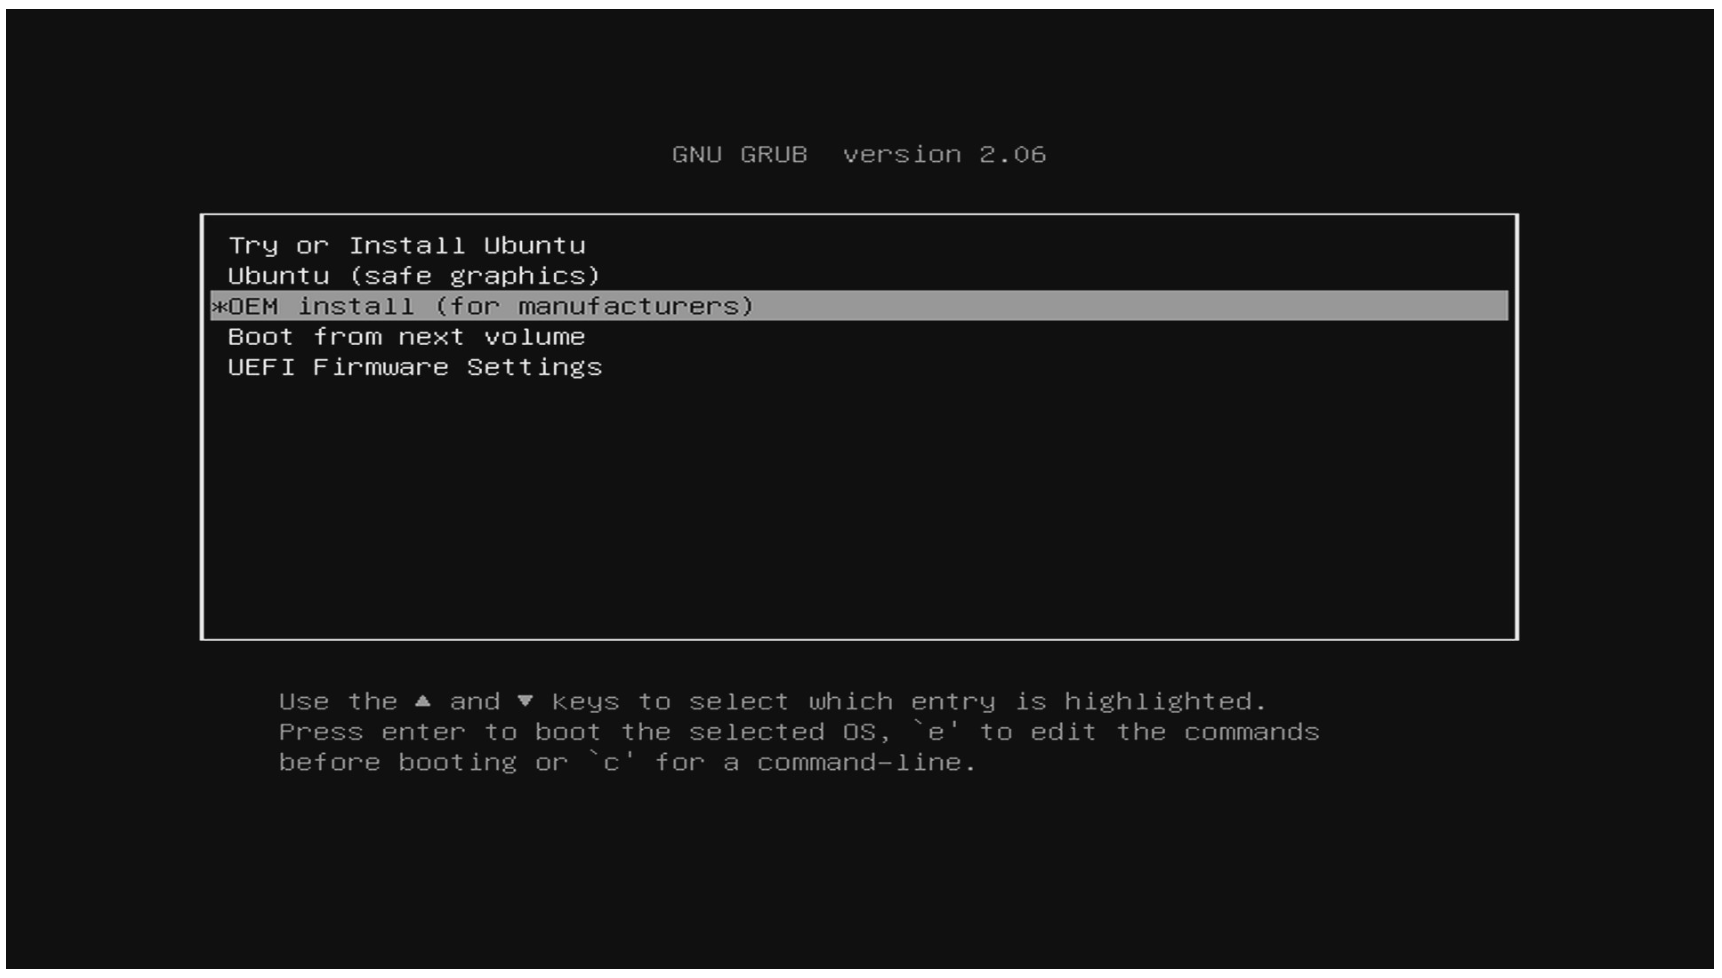 GNU GRUB  version 2.06
Try or Install Ubuntu
Ubuntu (safe graphics)
*OEM install (for manufacturers)
Boot from next volume
UEFI Firmware Settings
Use the ▲ and ▼ keys to select which entry is highlighted.
Press enter to boot the selected OS, `e' to edit the commands
before booting or `c' for a command-line.